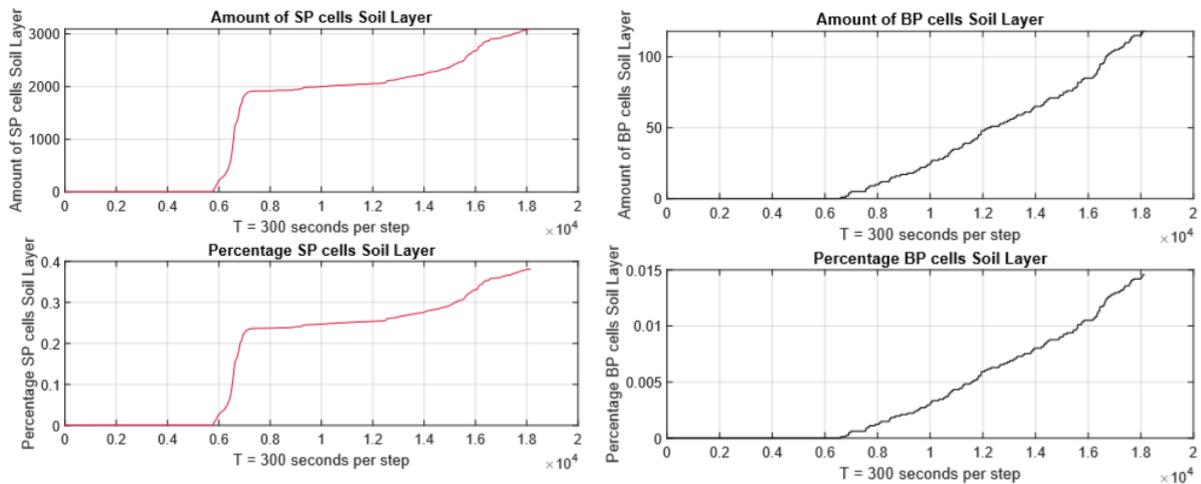 Amount of SP cells Soil Layer
Amount of SP cells Soil Layer
3000
2000
1000
0
0 0.2 0.4 0.6 0.8 1 1.2 1.4 1.6 1.8 2
T = 300 seconds per step
×10⁴
Percentage SP cells Soil Layer
Percentage SP cells Soil Layer
0.4
0.3
0.2
0.1
0
0 0.2 0.4 0.6 0.8 1 1.2 1.4 1.6 1.8 2
T = 300 seconds per step
×10⁴
Amount of BP cells Soil Layer
Amount of BP cells Soil Layer
100
50
0
0 0.2 0.4 0.6 0.8 1 1.2 1.4 1.6 1.8 2
T = 300 seconds per step
×10⁴
Percentage BP cells Soil Layer
Percentage BP cells Soil Layer
0.015
0.01
0.005
0
0 0.2 0.4 0.6 0.8 1 1.2 1.4 1.6 1.8 2
T = 300 seconds per step
×10⁴